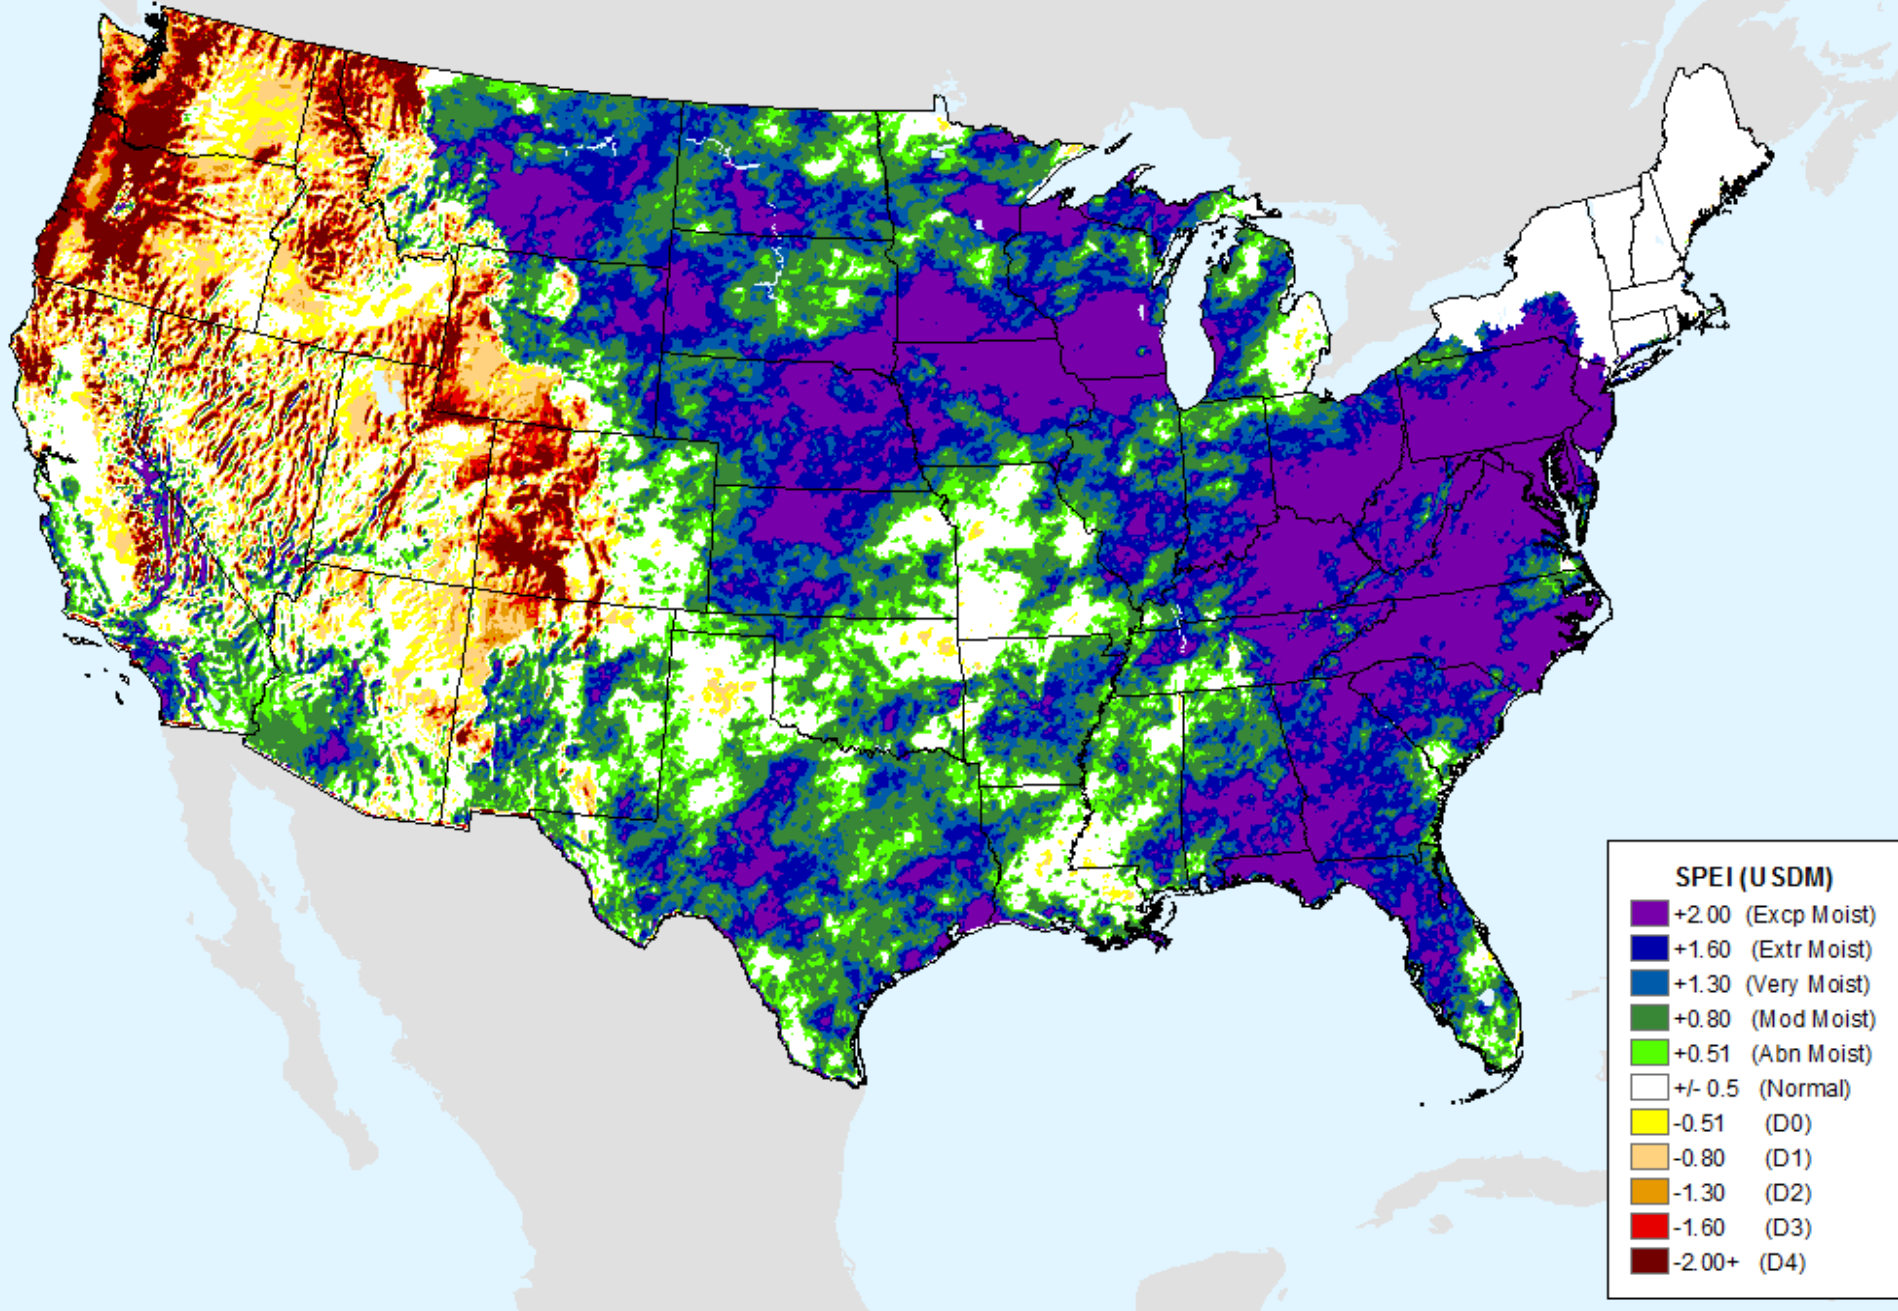 SPEI (USDM)
+2.00 (Excp Moist)
+1.60 (Extr Moist)
+1.30 (Very Moist)
+0.80 (Mod Moist)
+0.51 (Abn Moist)
+/- 0.5 (Normal)
-0.51 (D0)
-0.80 (D1)
-1.30 (D2)
-1.60 (D3)
-2.00+ (D4)